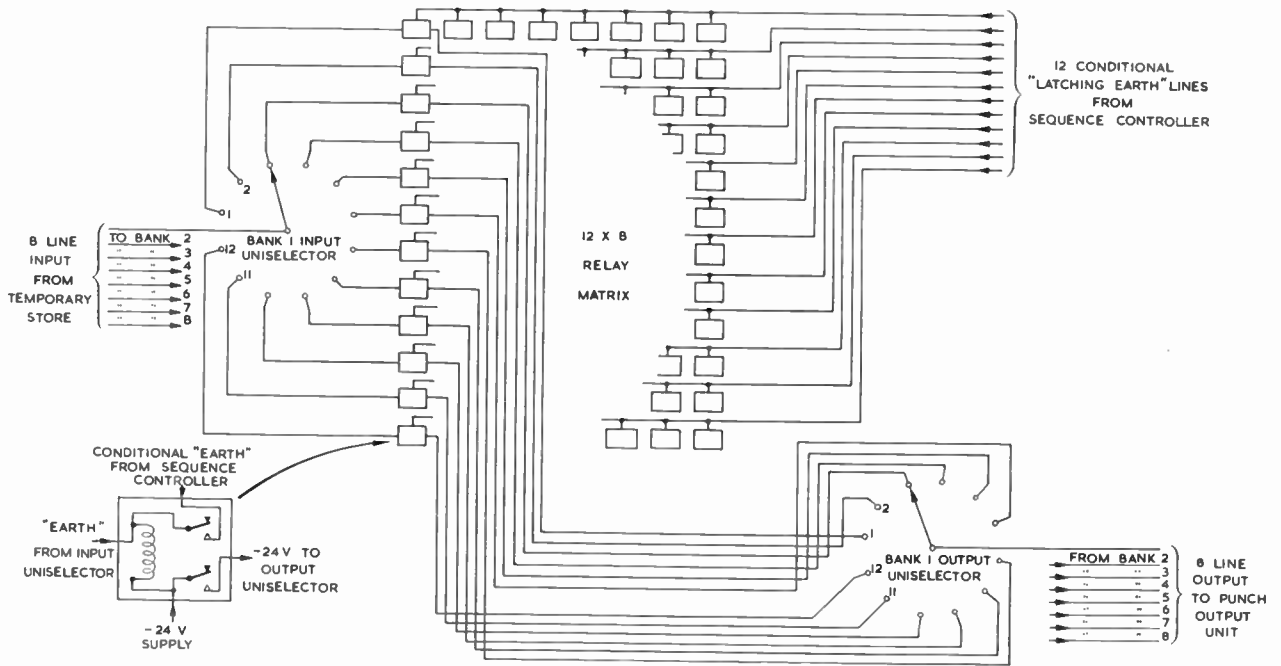 12 CONDITIONAL
"LATCHING EARTH" LINES
FROM
SEQUENCE CONTROLLER
2
1
12
11
BANK 1 INPUT
UNISELECTOR
8 LINE
INPUT
FROM
TEMPORARY
STORE
TO BANK 2
" " 3
" " 4
" " 5
" " 6
" " 7
" " 8
12 X 8
RELAY
MATRIX
CONDITIONAL "EARTH"
FROM SEQUENCE
CONTROLLER
"EARTH"
FROM INPUT
UNISELECTOR
-24V TO
OUTPUT
UNISELECTOR
-24 V
SUPPLY
2
1
12
11
BANK 1 OUTPUT
UNISELECTOR
FROM BANK 2
" " 3
" " 4
" " 5
" " 6
" " 7
" " 8
8 LINE
OUTPUT
TO PUNCH
OUTPUT
UNIT